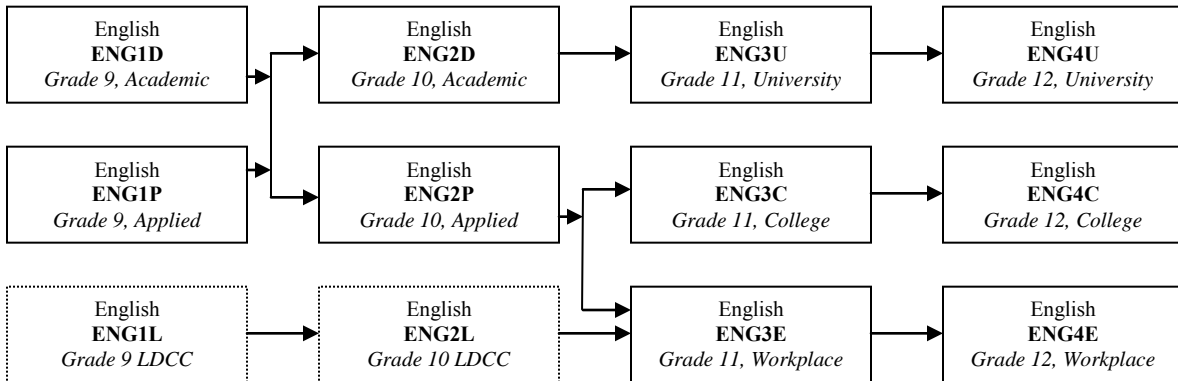 English
ENG1D
Grade 9, Academic
English
ENG2D
Grade 10, Academic
English
ENG3U
Grade 11, University
English
ENG4U
Grade 12, University
English
ENG1P
Grade 9, Applied
English
ENG2P
Grade 10, Applied
English
ENG3C
Grade 11, College
English
ENG4C
Grade 12, College
English
ENG1L
Grade 9 LDCC
English
ENG2L
Grade 10 LDCC
English
ENG3E
Grade 11, Workplace
English
ENG4E
Grade 12, Workplace